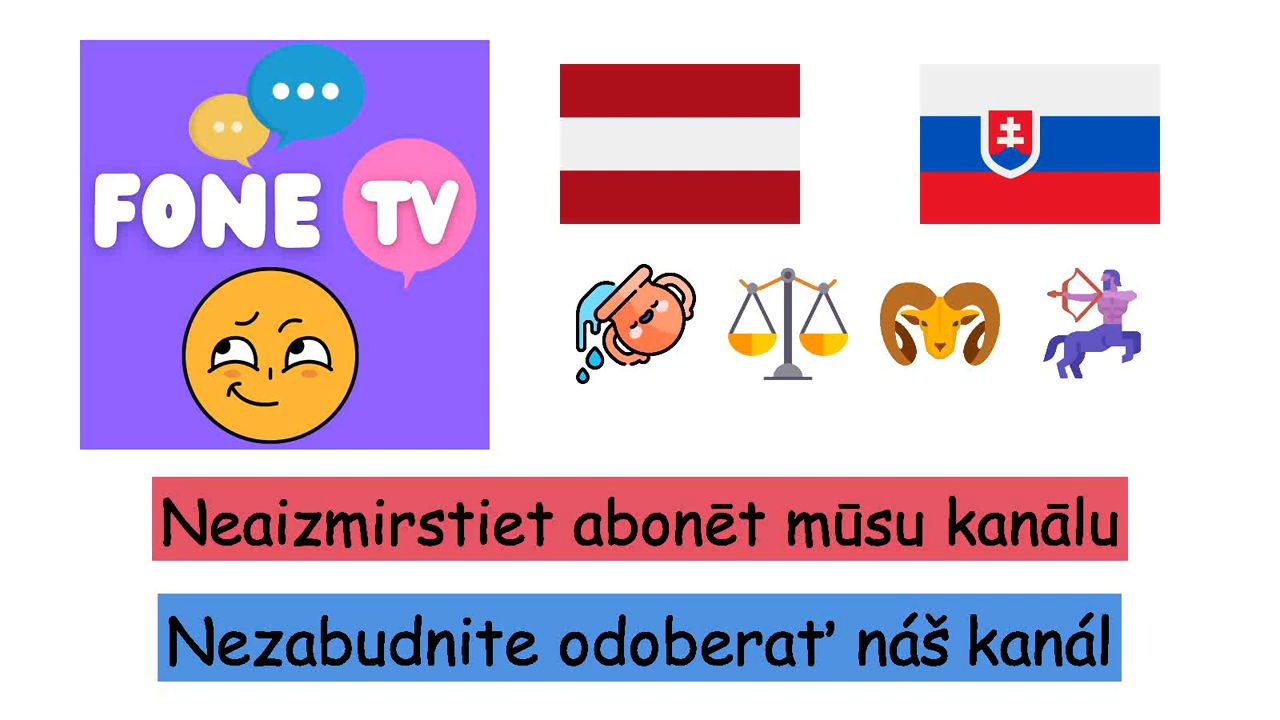 FONE TV
Neaizmirstiet abonēt mūsu kanālu
Nezabudnite odoberať náš kanál